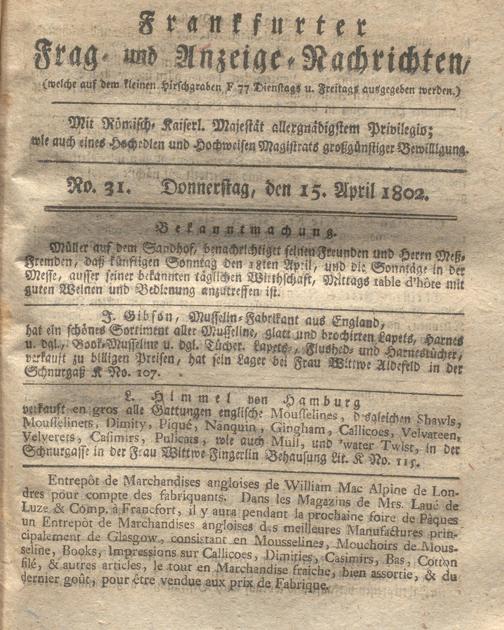 Frankfurter
Frag- und Anzeige-Nachrichten,
(welche auf dem kleinen Hirschgraben F 77 Dienstags u. Freitags ausgegeben werden.)
Mit Römisch- Kaiserl. Majestät allergnädigstem Privilegio;
wie auch eines Hochedlen und Hochweisen Magistrats großgünstiger Bewilligung.
No. 31. Donnerstag, den 15. April 1802.
Bekanntmachung.
Müller auf dem Sandhof, benachrichtiget seinen Freunden und Herrn Meß-
Fremden, daß künftigen Sonntag den 18ten April, und die Sonntäge in der
Messe, ausser seiner bekannten täglichen Wirthschaft, Mittags table d'hôte mit
guten Weinen und Bedienung anzutreffen ist.
J. Gibson, Musselin-Fabrikant aus England,
hat ein schönes Sortiment aller Musseline, glatt und brochirten Lapets, Harnes
u. dgl., Book-Musseline u. dgl. Tücher, Lapets-, Flushed- und Harnestücher,
verkauft zu billigen Preisen, hat sein Lager bei Frau Wittwe Aldefeld in der
Schnurgaß K No. 107.
L. Himmel von Hamburg
verkauft en gros alle Gattungen englische Mousselines, dergleichen Shawls,
Mousselinets, Dimity, Piqué, Nanquin, Gingham, Callicoes, Velvateen,
Velverets, Casimirs, Pulicats, wie auch Mull, und water Twist, in der
Schnurgasse in der Frau Wittwe Fingerlin Behausung Lit. K No. 115.
Entrepôt de Marchandises angloises de William Mac Alpine de Lon-
dres pour compte des fabriquants. Dans les Magazins de Mrs. Laué de
Luze & Comp. à Francfort, il y aura pendant la prochaine foire de Pâques
un Entrepôt de Marchandises angloises des meilleures Manufactures prin-
cipalement de Glasgow, consistant en Mousselines, Mouchoirs de Mous-
seline, Books, Impressions sur Callicoes, Dimities, Casimirs, Bas, Cotton
filé, & autres articles, le tout en Marchandise fraîche, bien assortie, & du
dernier goût, pour être vendue aux prix de Fabrique.